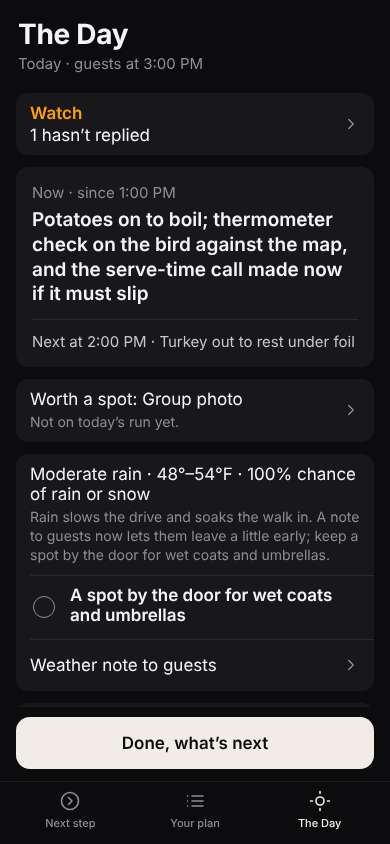 The Day
Today · guests at 3:00 PM
Watch
1 hasn’t replied
Now · since 1:00 PM
Potatoes on to boil; thermometer
check on the bird against the map,
and the serve-time call made now
if it must slip
Next at 2:00 PM · Turkey out to rest under foil
Worth a spot: Group photo
Not on today’s run yet.
Moderate rain · 48°–54°F · 100% chance
of rain or snow
Rain slows the drive and soaks the walk in. A note
to guests now lets them leave a little early; keep a
spot by the door for wet coats and umbrellas.
A spot by the door for wet coats
and umbrellas
Weather note to guests
Done, what’s next
Next step
Your plan
The Day